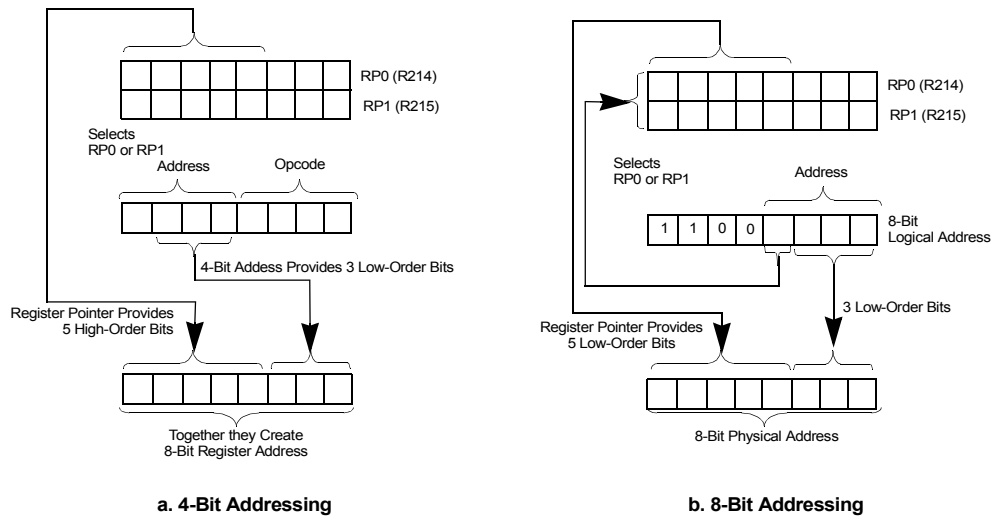 RP0 (R214)
RP1 (R215)
Selects
RP0 or RP1
Address
Opcode
4-Bit Addess Provides 3 Low-Order Bits
Register Pointer Provides
5 High-Order Bits
Together they Create
8-Bit Register Address
a. 4-Bit Addressing
RP0 (R214)
RP1 (R215)
Selects
RP0 or RP1
Address
1 1 0 0
8-Bit
Logical Address
3 Low-Order Bits
Register Pointer Provides
5 Low-Order Bits
8-Bit Physical Address
b. 8-Bit Addressing